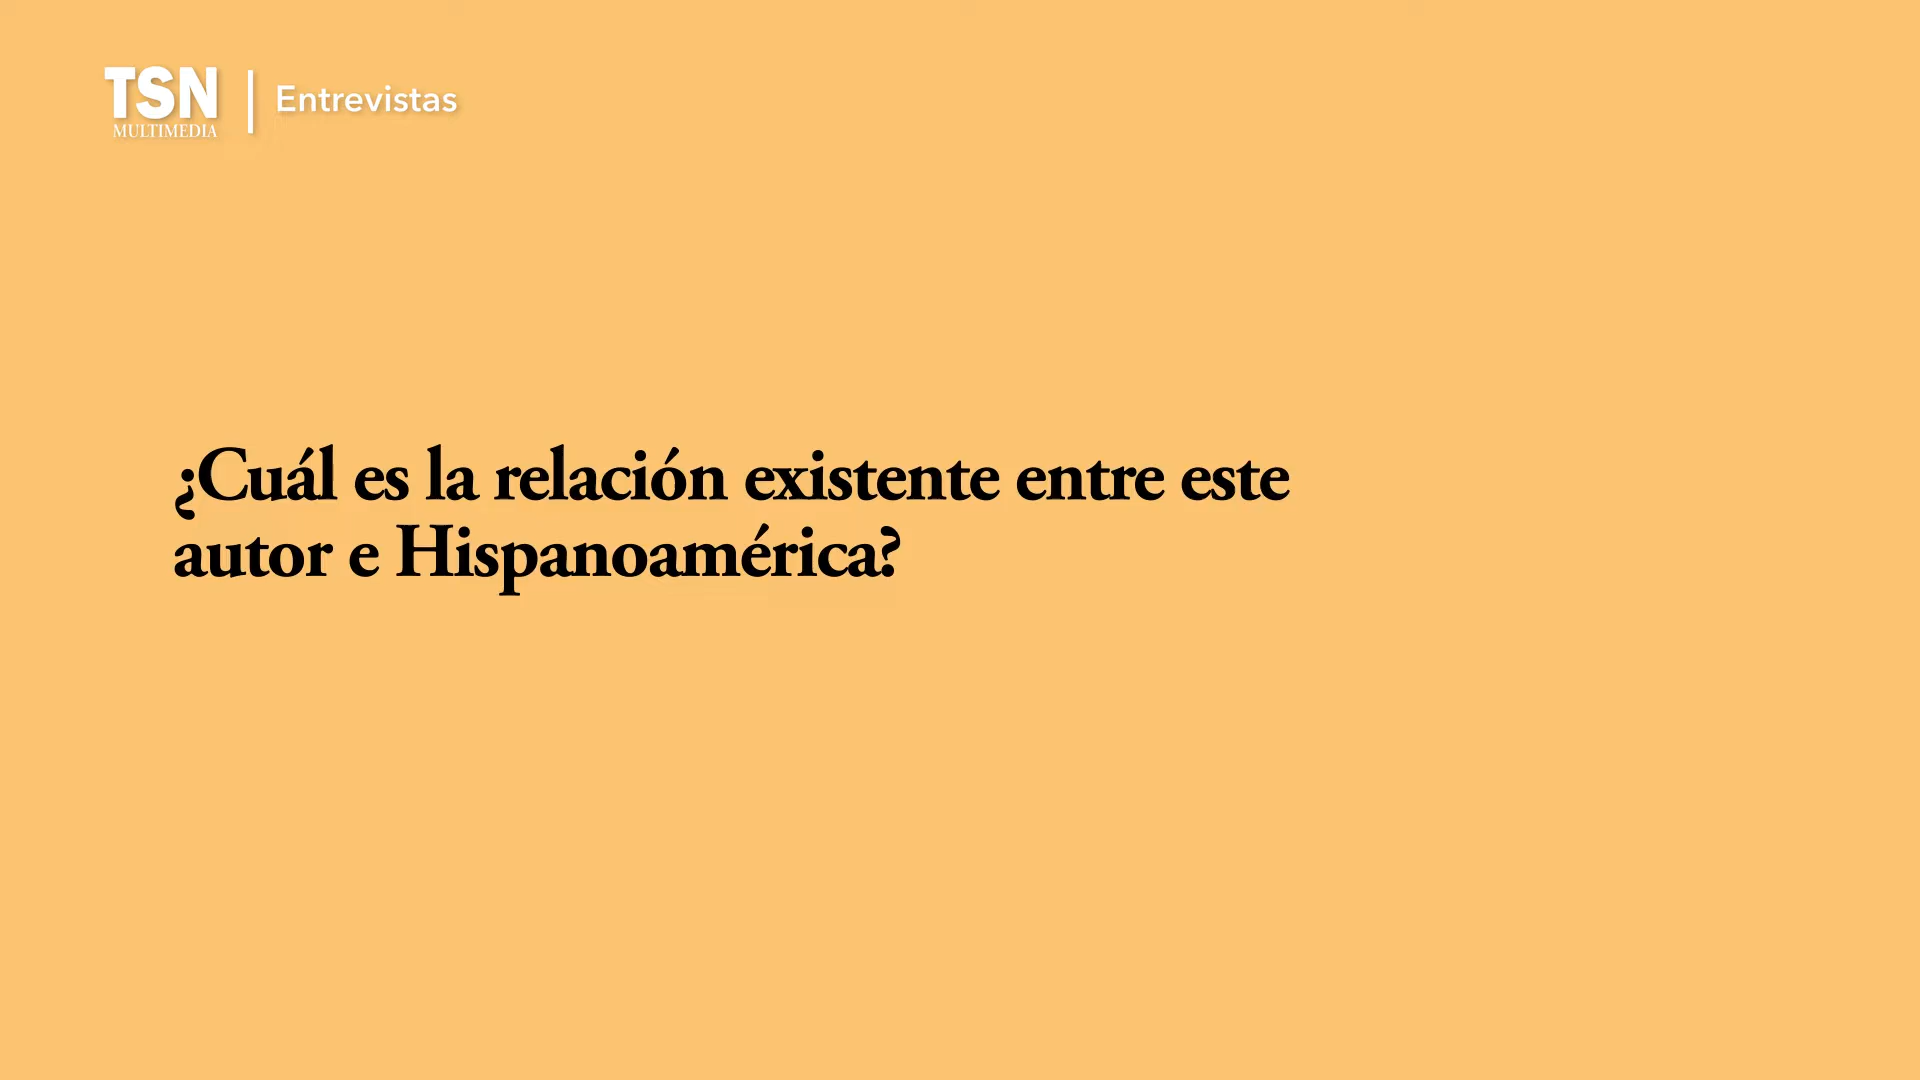 TSN
MULTIMEDIA
Entrevistas
¿Cuál es la relación existente entre este
autor e Hispanoamérica?